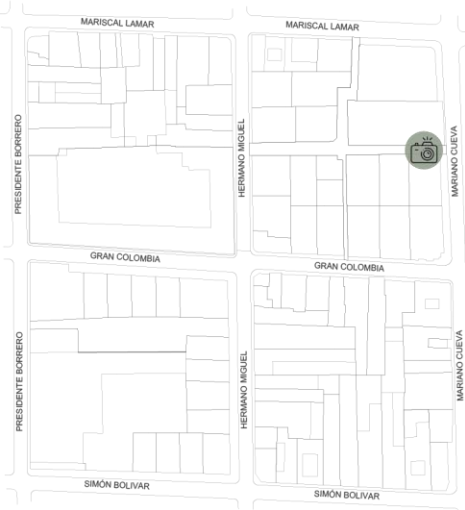 MARISCAL LAMAR
MARISCAL LAMAR
PRESIDENTE BORRERO
HERMANO MIGUEL
MARIANO CUEVA
GRAN COLOMBIA
GRAN COLOMBIA
PRESIDENTE BORRERO
HERMANO MIGUEL
MARIANO CUEVA
SIMÓN BOLIVAR
SIMÓN BOLIVAR